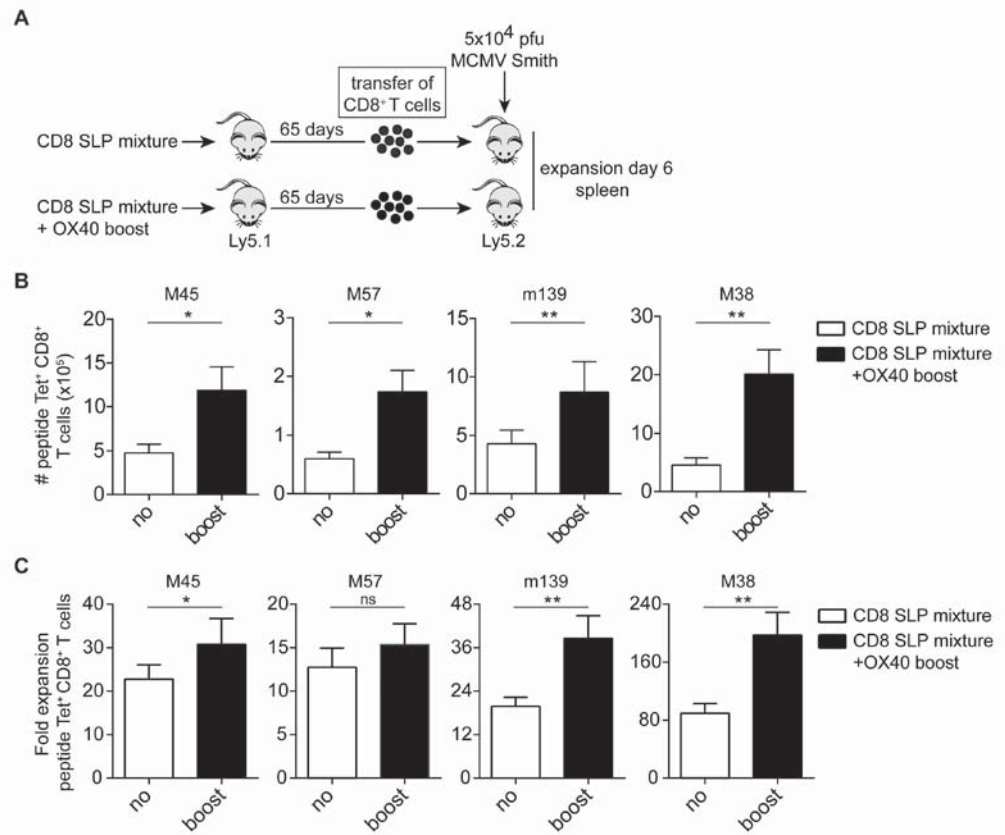 A
5x10⁴ pfu
MCMV Smith
transfer of
CD8⁺ T cells
CD8 SLP mixture
65 days
expansion day 6
spleen
CD8 SLP mixture
+ OX40 boost
65 days
Ly5.1
Ly5.2
B
# peptide Tet⁺ CD8⁺
T cells (x10⁵)
M45
*
20
15
10
5
0
no
boost
M57
*
3
2
1
0
no
boost
m139
**
15
10
5
0
no
boost
M38
**
30
20
10
0
no
boost
CD8 SLP mixture
CD8 SLP mixture
+OX40 boost
C
Fold expansion
peptide Tet⁺ CD8⁺ T cells
M45
*
40
30
20
10
0
no
boost
M57
ns
20
15
10
5
0
no
boost
m139
**
48
36
24
12
0
no
boost
M38
**
240
160
80
0
no
boost
CD8 SLP mixture
CD8 SLP mixture
+OX40 boost